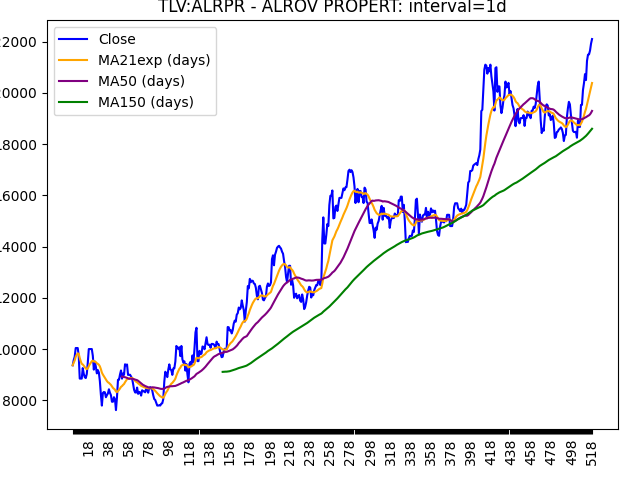 TLV:ALRPR - ALROV PROPERT: interval=1d
Close
MA21exp (days)
MA50 (days)
MA150 (days)
22000
20000
18000
16000
14000
12000
10000
8000
18 38 58 78 98 118 138 158 178 198 218 238 258 278 298 318 338 358 378 398 418 438 458 478 498 518